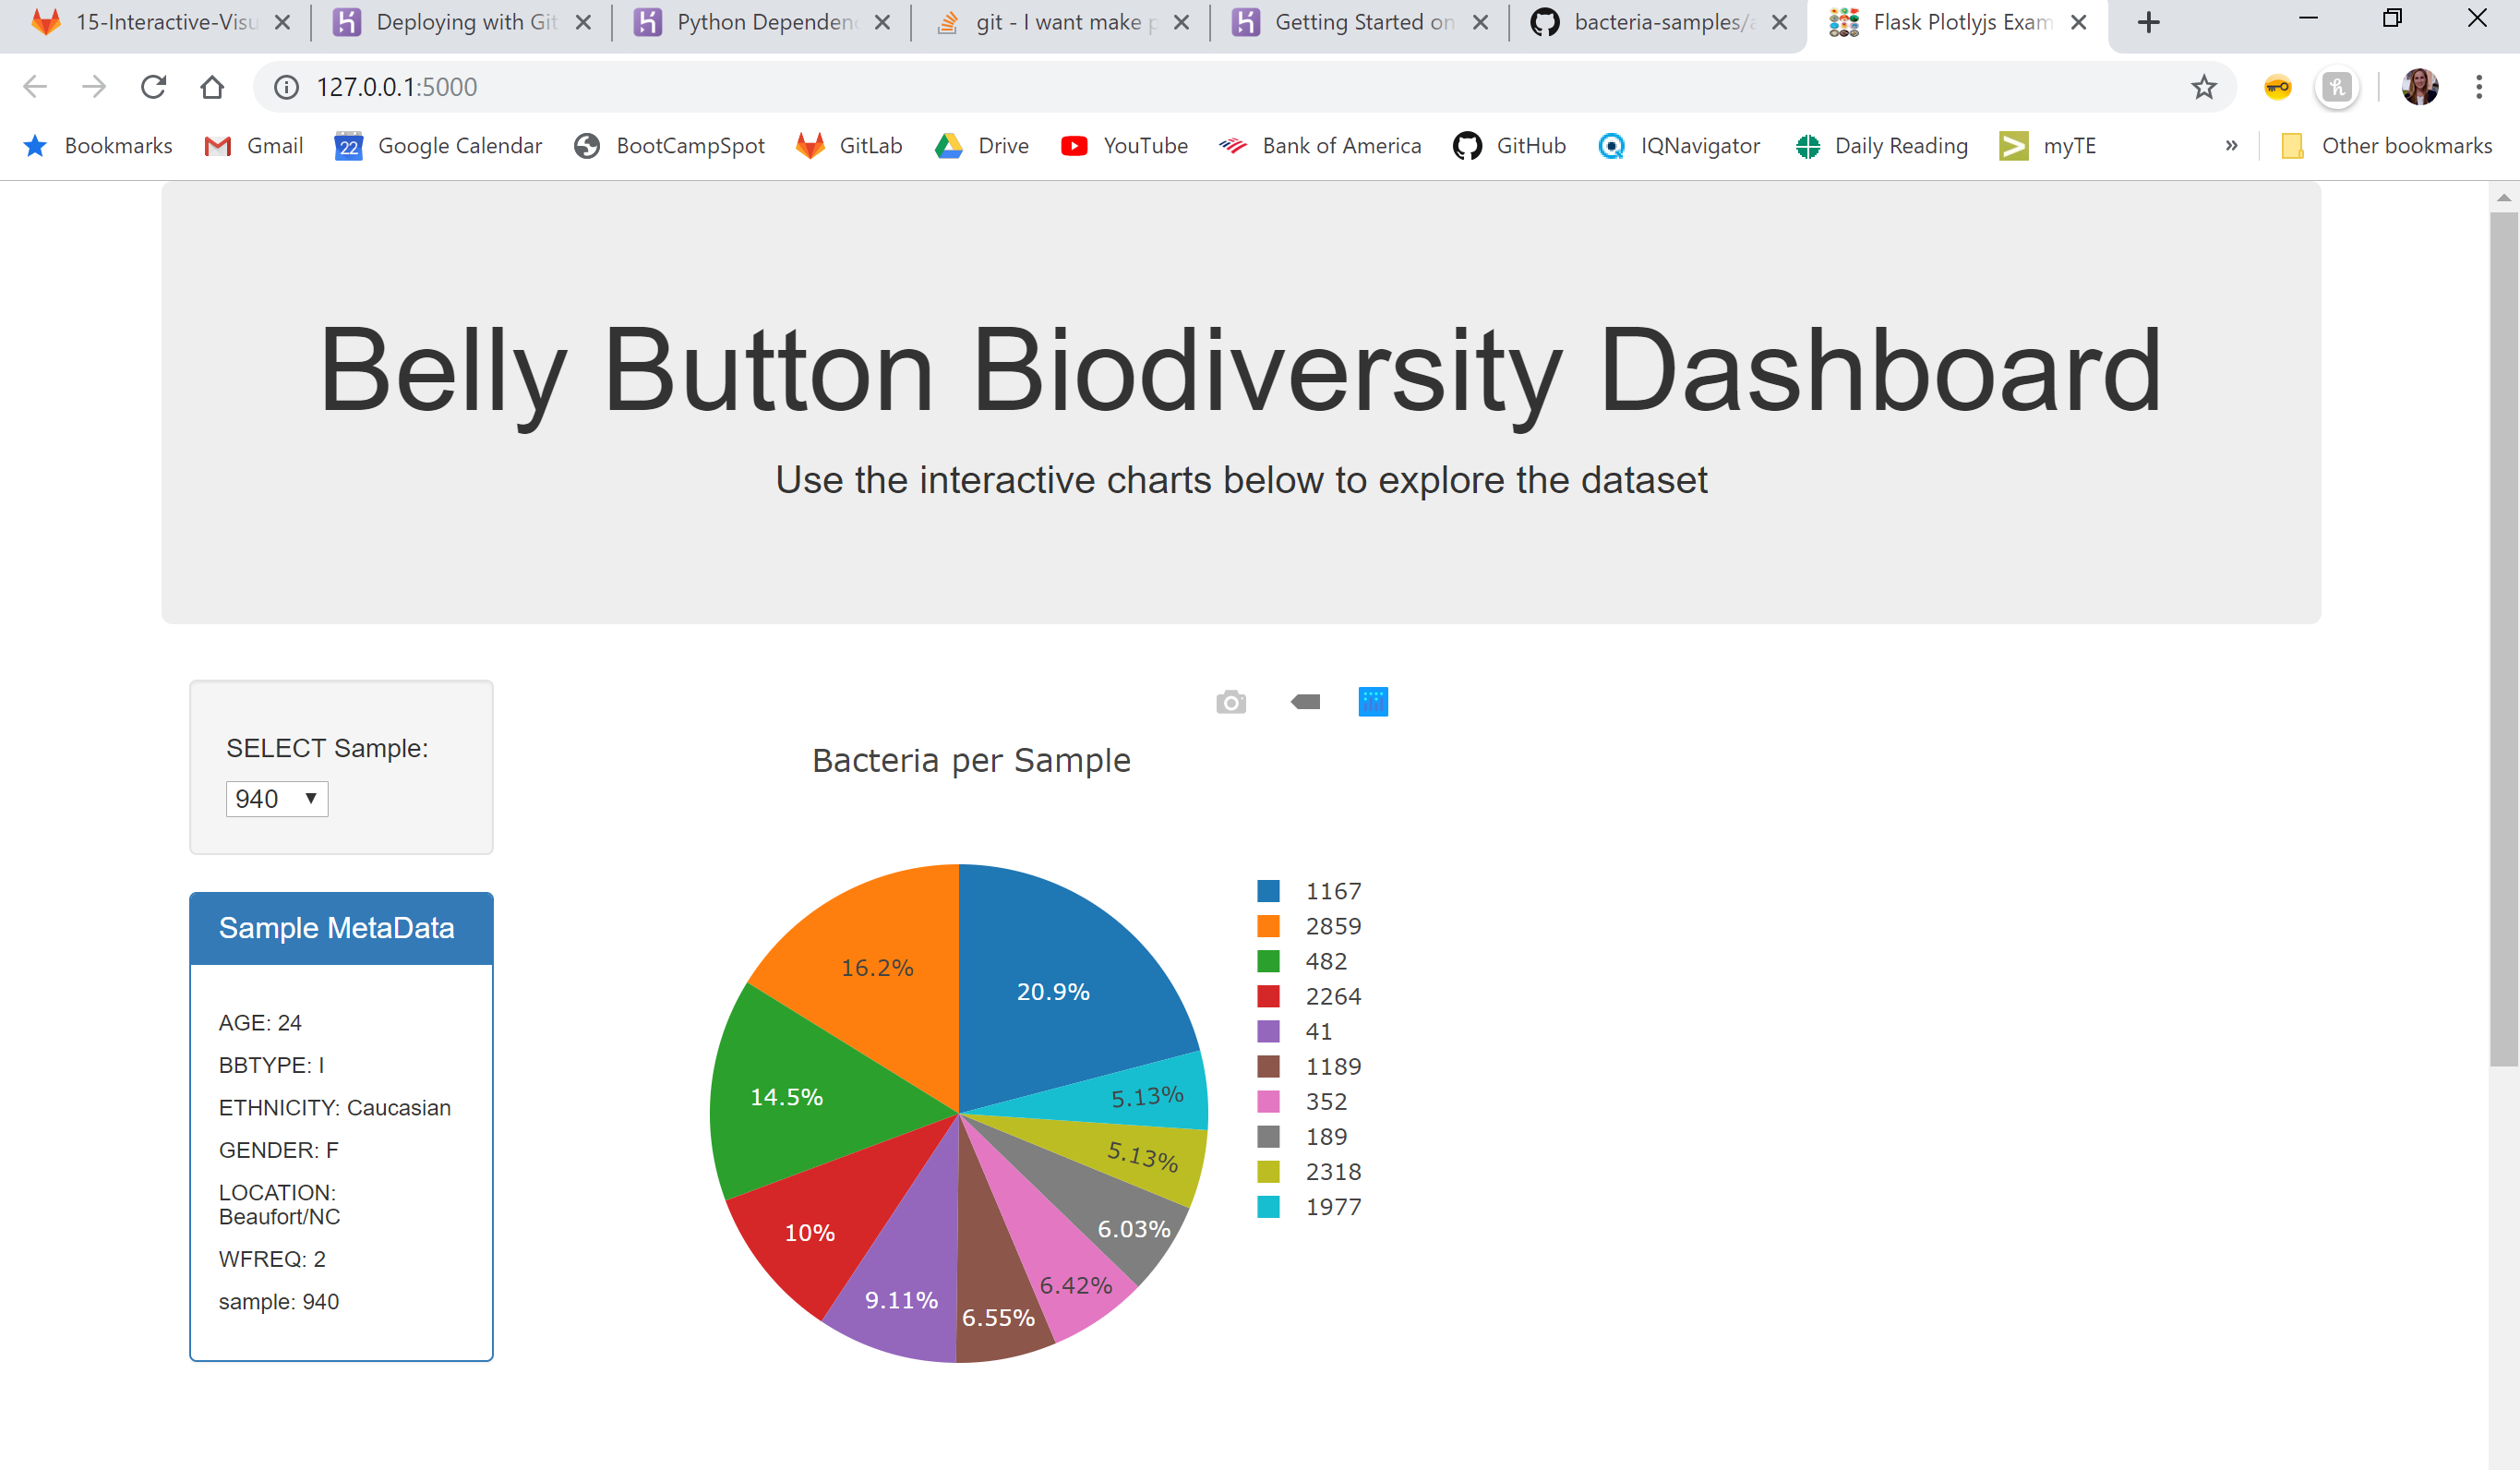 15-Interactive-Visu
Deploying with Git
Python Dependen
git - I want make p
Getting Started on
bacteria-samples/a
Flask Plotlyjs Exam
127.0.0.1:5000
Bookmarks
Gmail
22
Google Calendar
BootCampSpot
GitLab
Drive
YouTube
Bank of America
GitHub
IQNavigator
Daily Reading
myTE
»
Other bookmarks
Belly Button Biodiversity Dashboard
Use the interactive charts below to explore the dataset
SELECT Sample:
940
Sample MetaData
AGE: 24
BBTYPE: I
ETHNICITY: Caucasian
GENDER: F
LOCATION:
Beaufort/NC
WFREQ: 2
sample: 940
Bacteria per Sample
20.9%
16.2%
14.5%
10%
9.11%
6.55%
6.42%
6.03%
5.13%
5.13%
1167
2859
482
2264
41
1189
352
189
2318
1977